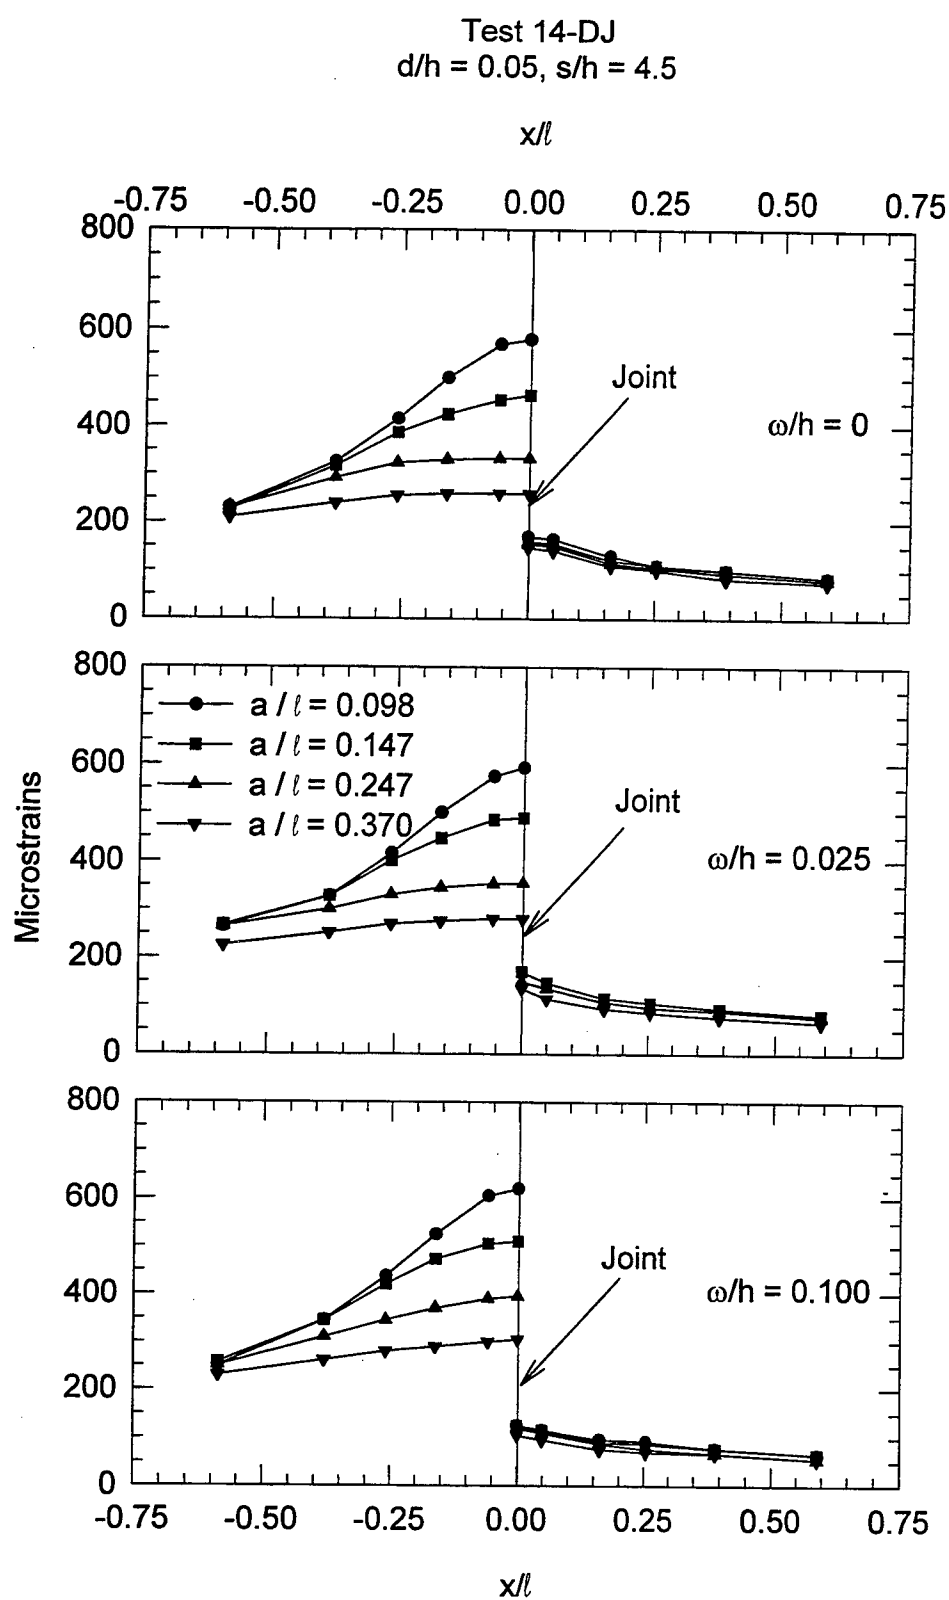 Test 14-DJ
d/h = 0.05, s/h = 4.5
x/ℓ
-0.75 -0.50 -0.25 0.00 0.25 0.50 0.75
800
600
Joint
400
ω/h = 0
200
0
800
a / ℓ = 0.098
a / ℓ = 0.147
600
a / ℓ = 0.247
Joint
a / ℓ = 0.370
Microstrains
400
ω/h = 0.025
200
0
800
600
Joint
400
ω/h = 0.100
200
0
-0.75 -0.50 -0.25 0.00 0.25 0.50 0.75
x/ℓ